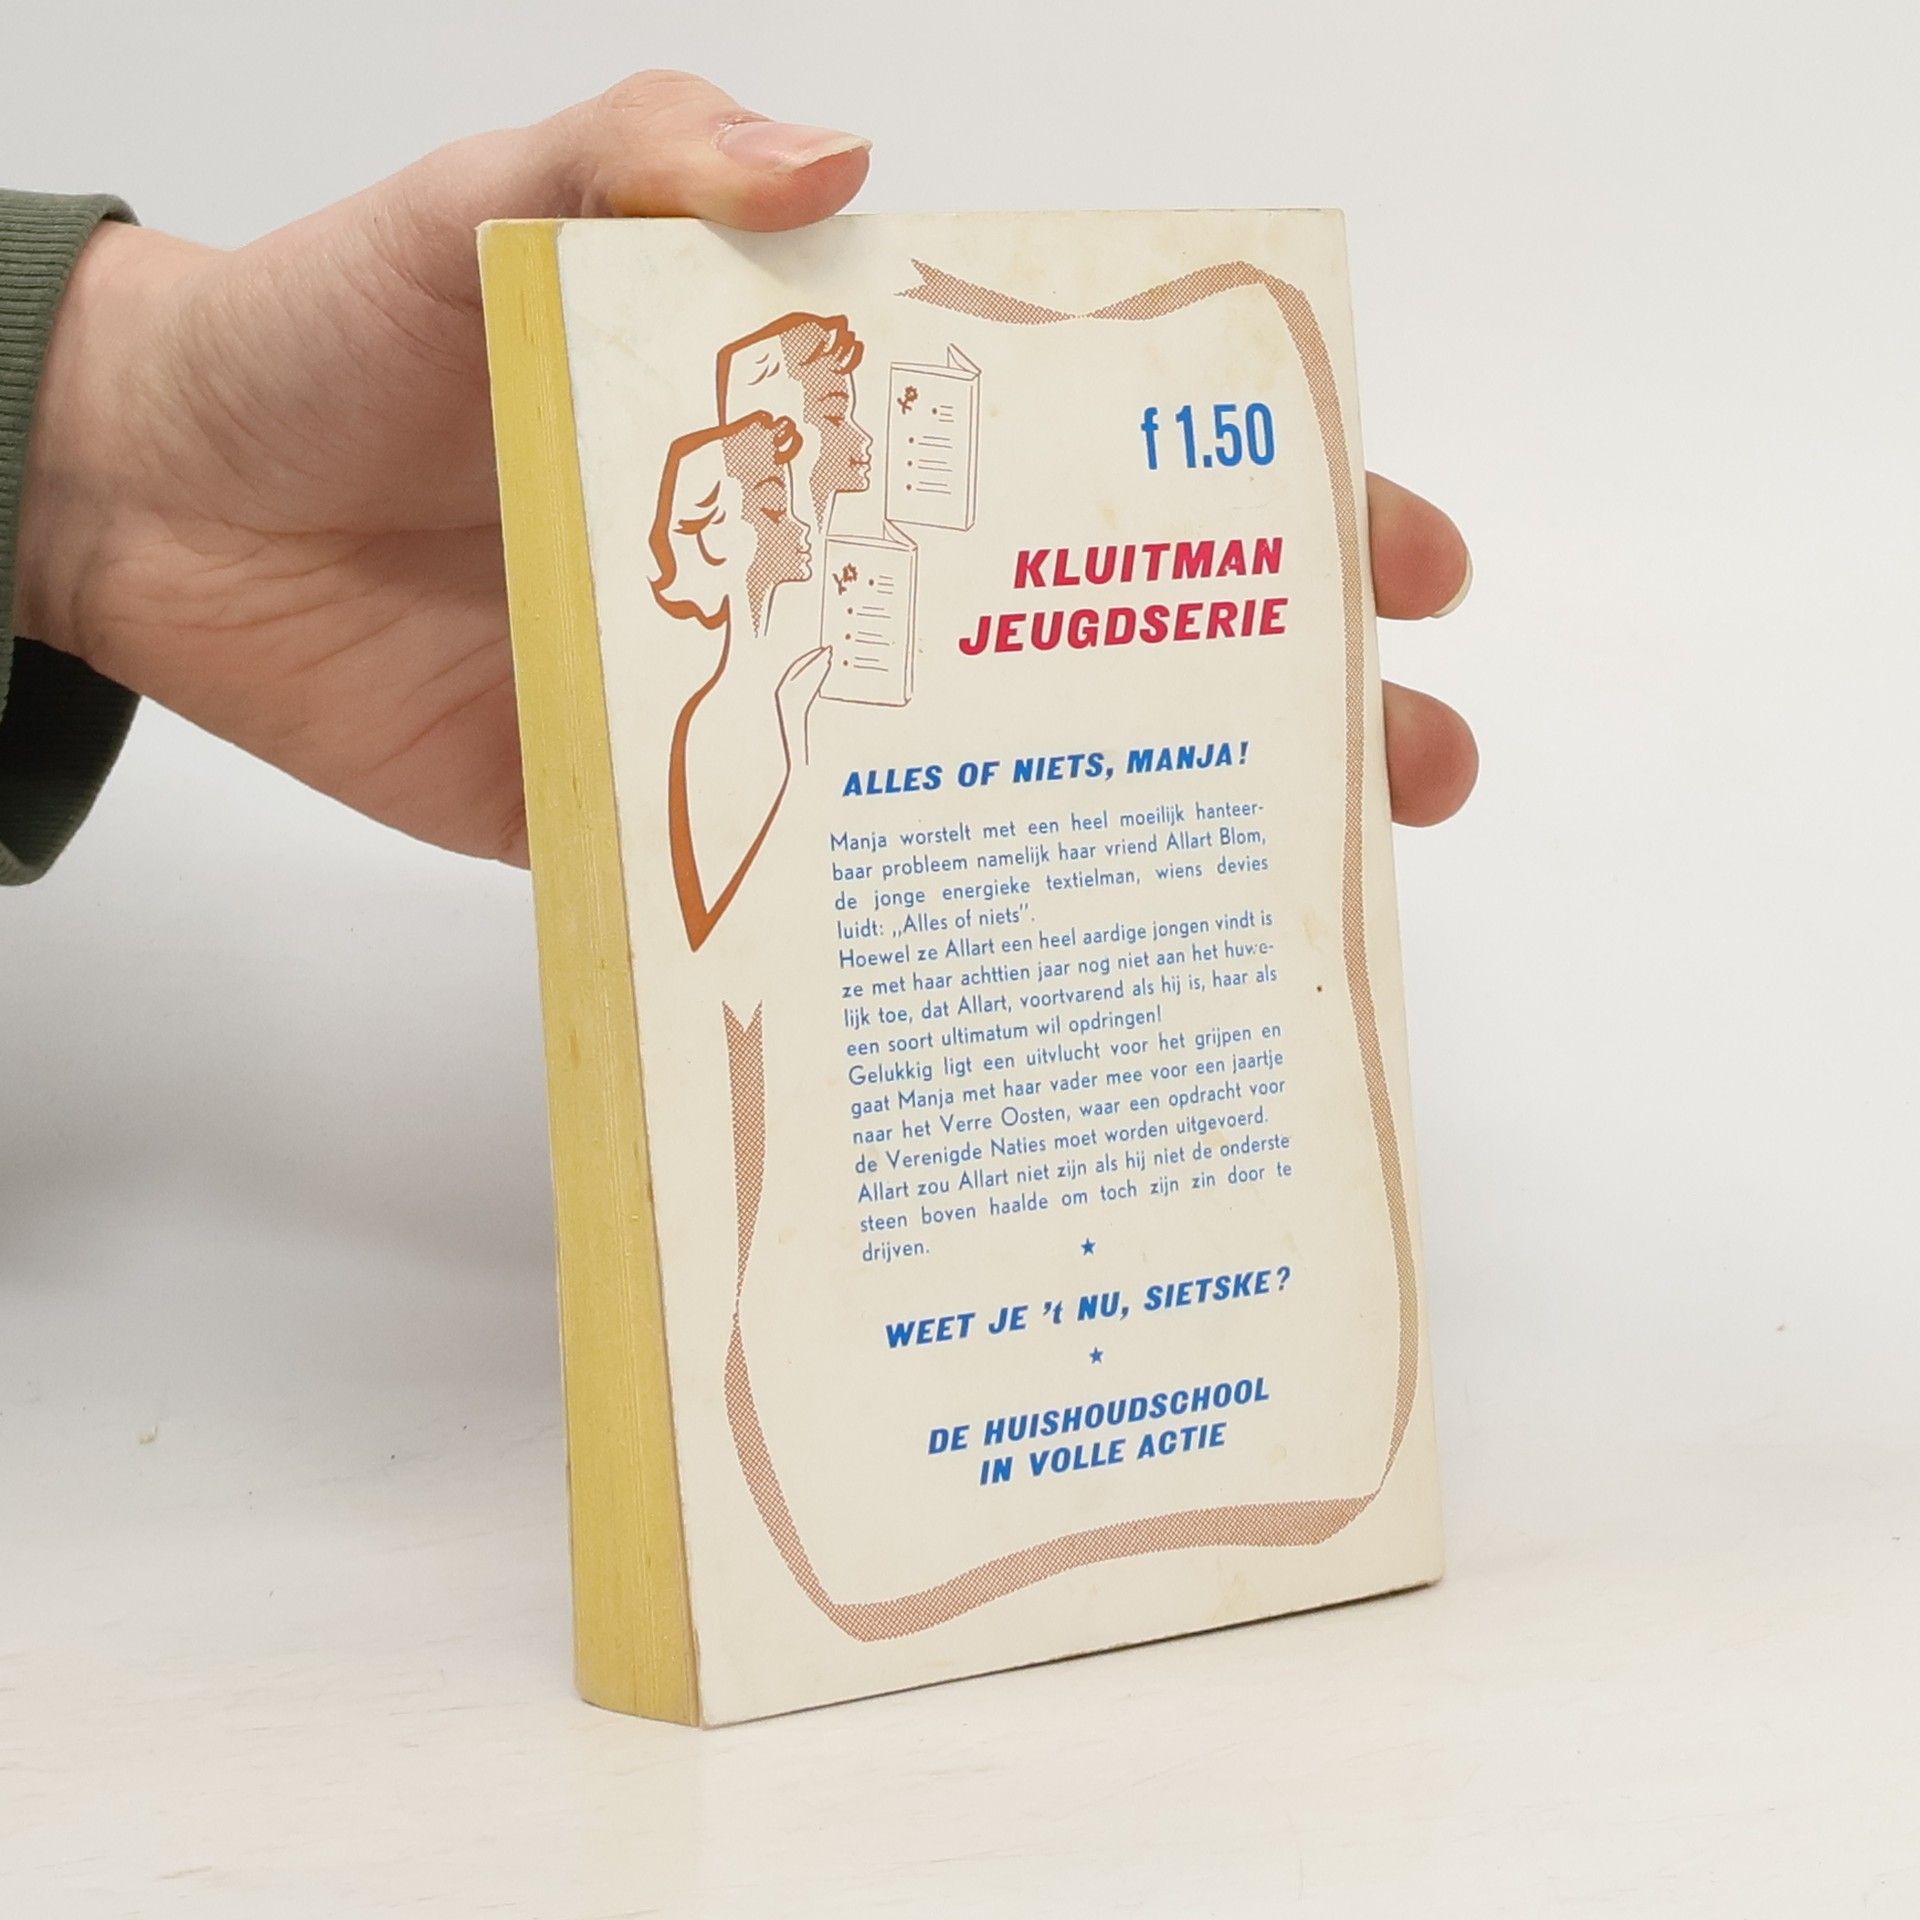 f 1.50
KLUITMAN
JEUGDSERIE
ALLES OF NIETS, MANJA!
Manja worstelt met een heel moeilijk hanteer-
baar probleem namelijk haar vriend Allart Blom,
de jonge energieke textielman, wiens devies
luidt: „Alles of niets”.
Hoewel ze Allart een heel aardige jongen vindt is
ze met haar achttien jaar nog niet aan het huwe-
lijk toe, dat Allart, voortvarend als hij is, haar als
een soort ultimatum wil opdringen!
Gelukkig ligt een uitvlucht voor het grijpen en
gaat Manja met haar vader mee voor een jaartje
naar het Verre Oosten, waar een opdracht voor
de Verenigde Naties moet worden uitgevoerd.
Allart zou Allart niet zijn als hij niet de onderste
steen boven haalde om toch zijn zin door te
drijven.
WEET JE 't NU, SIETSKE?
DE HUISHOUDSCHOOL
IN VOLLE ACTIE